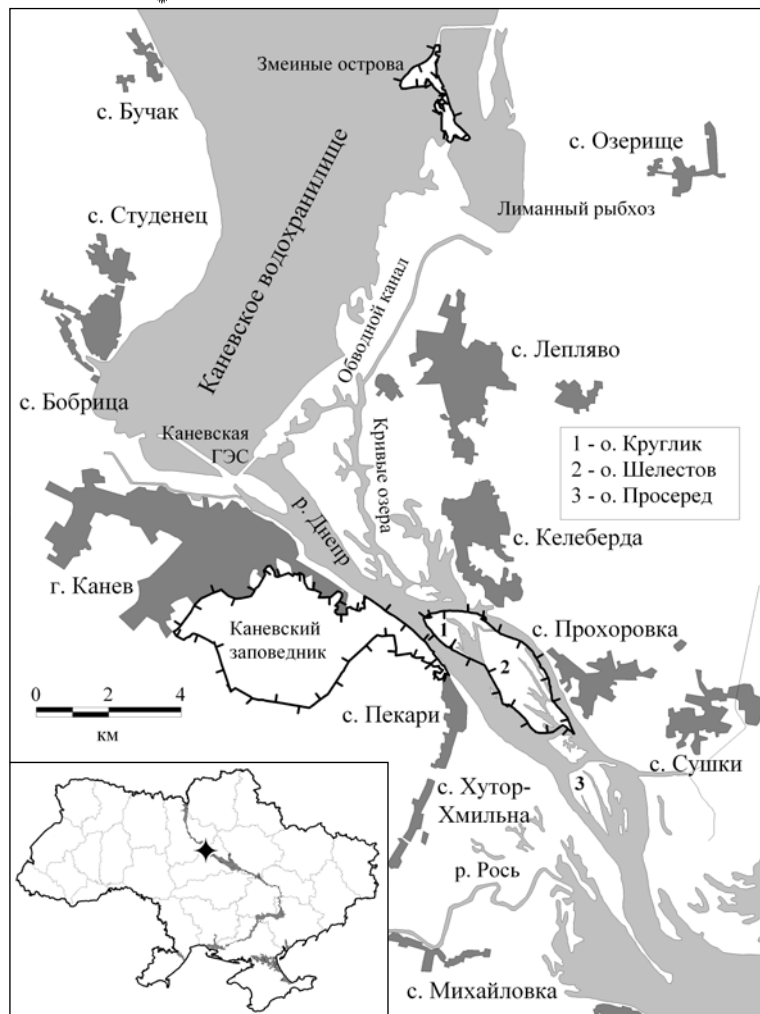 Змеиные острова
с. Бучак
с. Озерище
Лиманный рыбхоз
с. Студенец
Каневское водохранилище
Обводной канал
с. Лепляво
с. Бобрица
Каневская
ГЭС
Кривые озера
1 - о. Круглик
2 - о. Шелестов
3 - о. Просеред
р. Днепр
с. Келеберда
г. Канев
Каневский
заповедник
1
с. Прохоровка
2
0 2 4
км
с. Пекари
с. Сушки
3
с. Хутор-
Хмильна
р. Рось
с. Михайловка